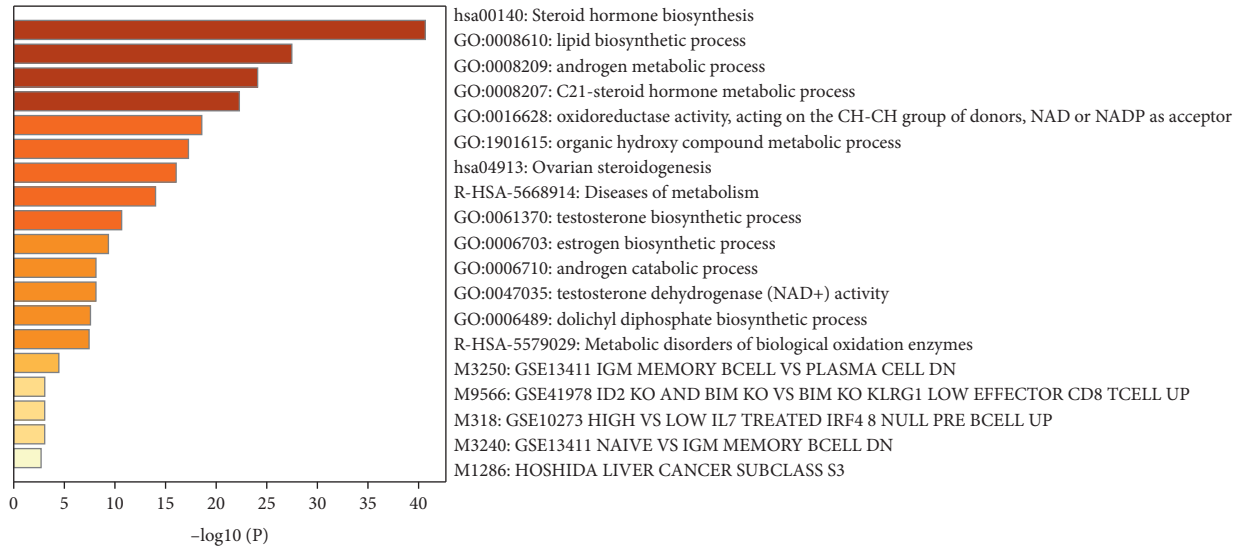 hsa00140: Steroid hormone biosynthesis
GO:0008610: lipid biosynthetic process
GO:0008209: androgen metabolic process
GO:0008207: C21-steroid hormone metabolic process
GO:0016628: oxidoreductase activity, acting on the CH-CH group of donors, NAD or NADP as acceptor
GO:1901615: organic hydroxy compound metabolic process
hsa04913: Ovarian steroidogenesis
R-HSA-5668914: Diseases of metabolism
GO:0061370: testosterone biosynthetic process
GO:0006703: estrogen biosynthetic process
GO:0006710: androgen catabolic process
GO:0047035: testosterone dehydrogenase (NAD+) activity
GO:0006489: dolichyl diphosphate biosynthetic process
R-HSA-5579029: Metabolic disorders of biological oxidation enzymes
M3250: GSE13411 IGM MEMORY BCELL VS PLASMA CELL DN
M9566: GSE41978 ID2 KO AND BIM KO VS BIM KO KLRG1 LOW EFFECTOR CD8 TCELL UP
M318: GSE10273 HIGH VS LOW IL7 TREATED IRF4 8 NULL PRE BCELL UP
M3240: GSE13411 NAIVE VS IGM MEMORY BCELL DN
M1286: HOSHIDA LIVER CANCER SUBCLASS S3
0 5 10 15 20 25 30 35 40
–log10 (P)